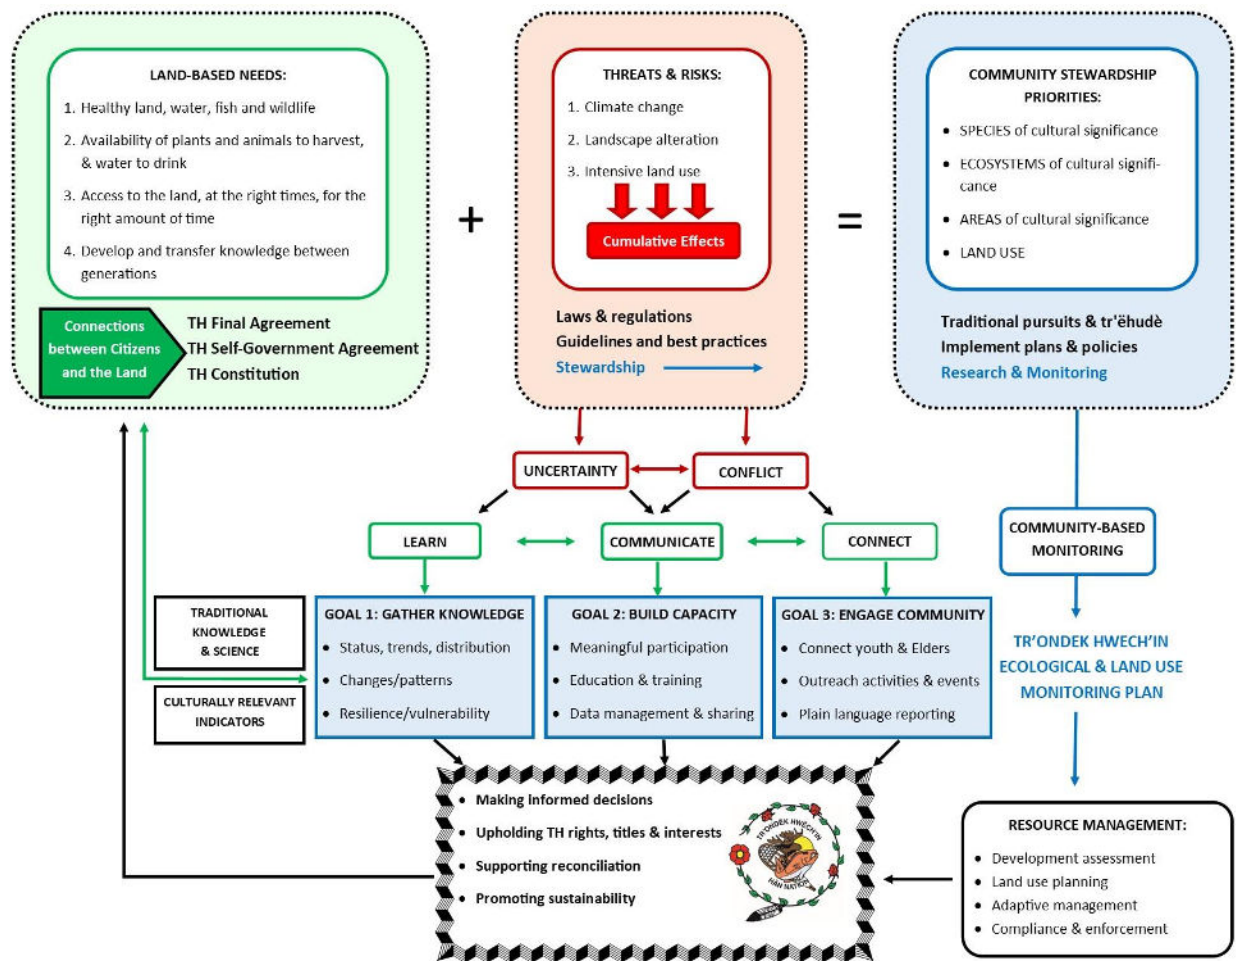 LAND-BASED NEEDS:
1. Healthy land, water, fish and wildlife
2. Availability of plants and animals to harvest,
& water to drink
3. Access to the land, at the right times, for the
right amount of time
4. Develop and transfer knowledge between
generations
Connections
between Citizens
and the Land
TH Final Agreement
TH Self-Government Agreement
TH Constitution
+
THREATS & RISKS:
1. Climate change
2. Landscape alteration
3. Intensive land use
Cumulative Effects
Laws & regulations
Guidelines and best practices
Stewardship
=
COMMUNITY STEWARDSHIP
PRIORITIES:
• SPECIES of cultural significance
• ECOSYSTEMS of cultural signifi-
cance
• AREAS of cultural significance
• LAND USE
Traditional pursuits & tr'ëhudè
Implement plans & policies
Research & Monitoring
UNCERTAINTY
CONFLICT
LEARN
COMMUNICATE
CONNECT
COMMUNITY-BASED
MONITORING
TRADITIONAL
KNOWLEDGE
& SCIENCE
CULTURALLY RELEVANT
INDICATORS
GOAL 1: GATHER KNOWLEDGE
• Status, trends, distribution
• Changes/patterns
• Resilience/vulnerability
GOAL 2: BUILD CAPACITY
• Meaningful participation
• Education & training
• Data management & sharing
GOAL 3: ENGAGE COMMUNITY
• Connect youth & Elders
• Outreach activities & events
• Plain language reporting
TR'ONDEK HWECH'IN
ECOLOGICAL & LAND USE
MONITORING PLAN
• Making informed decisions
• Upholding TH rights, titles & interests
• Supporting reconciliation
• Promoting sustainability
TR'ONDËK HWËCH'IN
HÄN NATION
RESOURCE MANAGEMENT:
• Development assessment
• Land use planning
• Adaptive management
• Compliance & enforcement